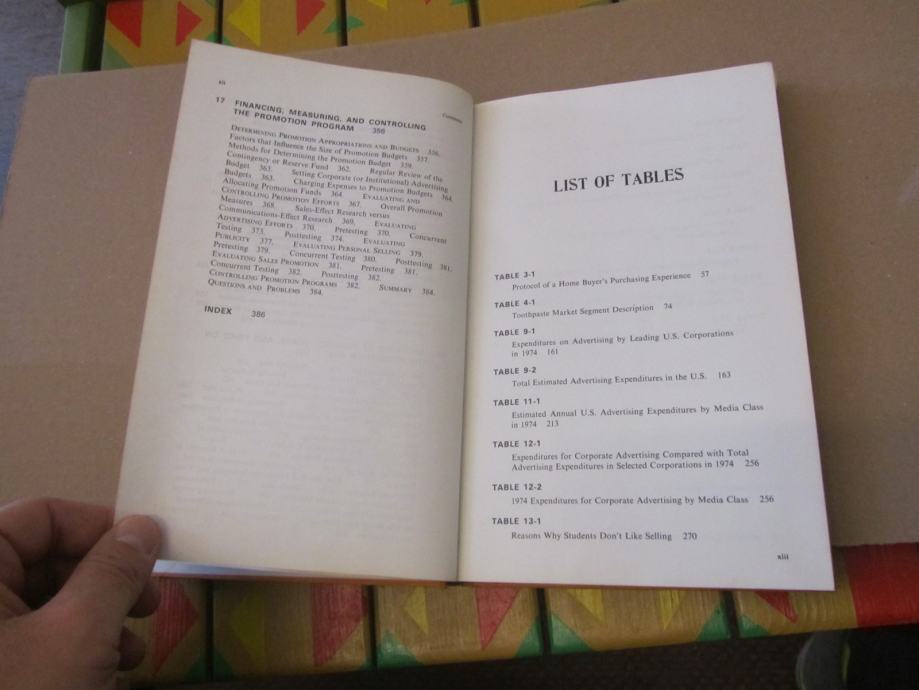 xii
Contents
17 FINANCING, MEASURING, AND CONTROLLING
THE PROMOTION PROGRAM 356
DETERMINING PROMOTION APPROPRIATIONS AND BUDGETS 356.
Factors that Influence the Size of Promotion Budgets 357.
Methods for Determining the Promotion Budget 359.
Contingency or Reserve Fund 362. Regular Review of the
Budget 363. Setting Corporate (or Institutional) Advertising
Budgets 363. Charging Expenses to Promotion Budgets 364.
Allocating Promotion Funds 364. EVALUATING AND
CONTROLLING PROMOTION EFFORTS 367. Overall Promotion
Measures 368. Sales-Effect Research versus
Communications-Effect Research 369. EVALUATING
ADVERTISING EFFORTS 370. Pretesting 370. Concurrent
Testing 373. Posttesting 374. EVALUATING
PUBLICITY 377. EVALUATING PERSONAL SELLING 379.
Pretesting 379. Concurrent Testing 380. Posttesting 381.
EVALUATING SALES PROMOTION 381. Pretesting 381.
Concurrent Testing 382. Posttesting 382.
CONTROLLING PROMOTION PROGRAMS 382. SUMMARY 384.
QUESTIONS AND PROBLEMS 384.
INDEX 386
LIST OF TABLES
TABLE 3-1
Protocol of a Home Buyer's Purchasing Experience 57
TABLE 4-1
Toothpaste Market Segment Description 74
TABLE 9-1
Expenditures on Advertising by Leading U.S. Corporations
in 1974 161
TABLE 9-2
Total Estimated Advertising Expenditures in the U.S. 163
TABLE 11-1
Estimated Annual U.S. Advertising Expenditures by Media Class
in 1974 213
TABLE 12-1
Expenditures for Corporate Advertising Compared with Total
Advertising Expenditures in Selected Corporations in 1974 256
TABLE 12-2
1974 Expenditures for Corporate Advertising by Media Class 256
TABLE 13-1
Reasons Why Students Don't Like Selling 270
xiii